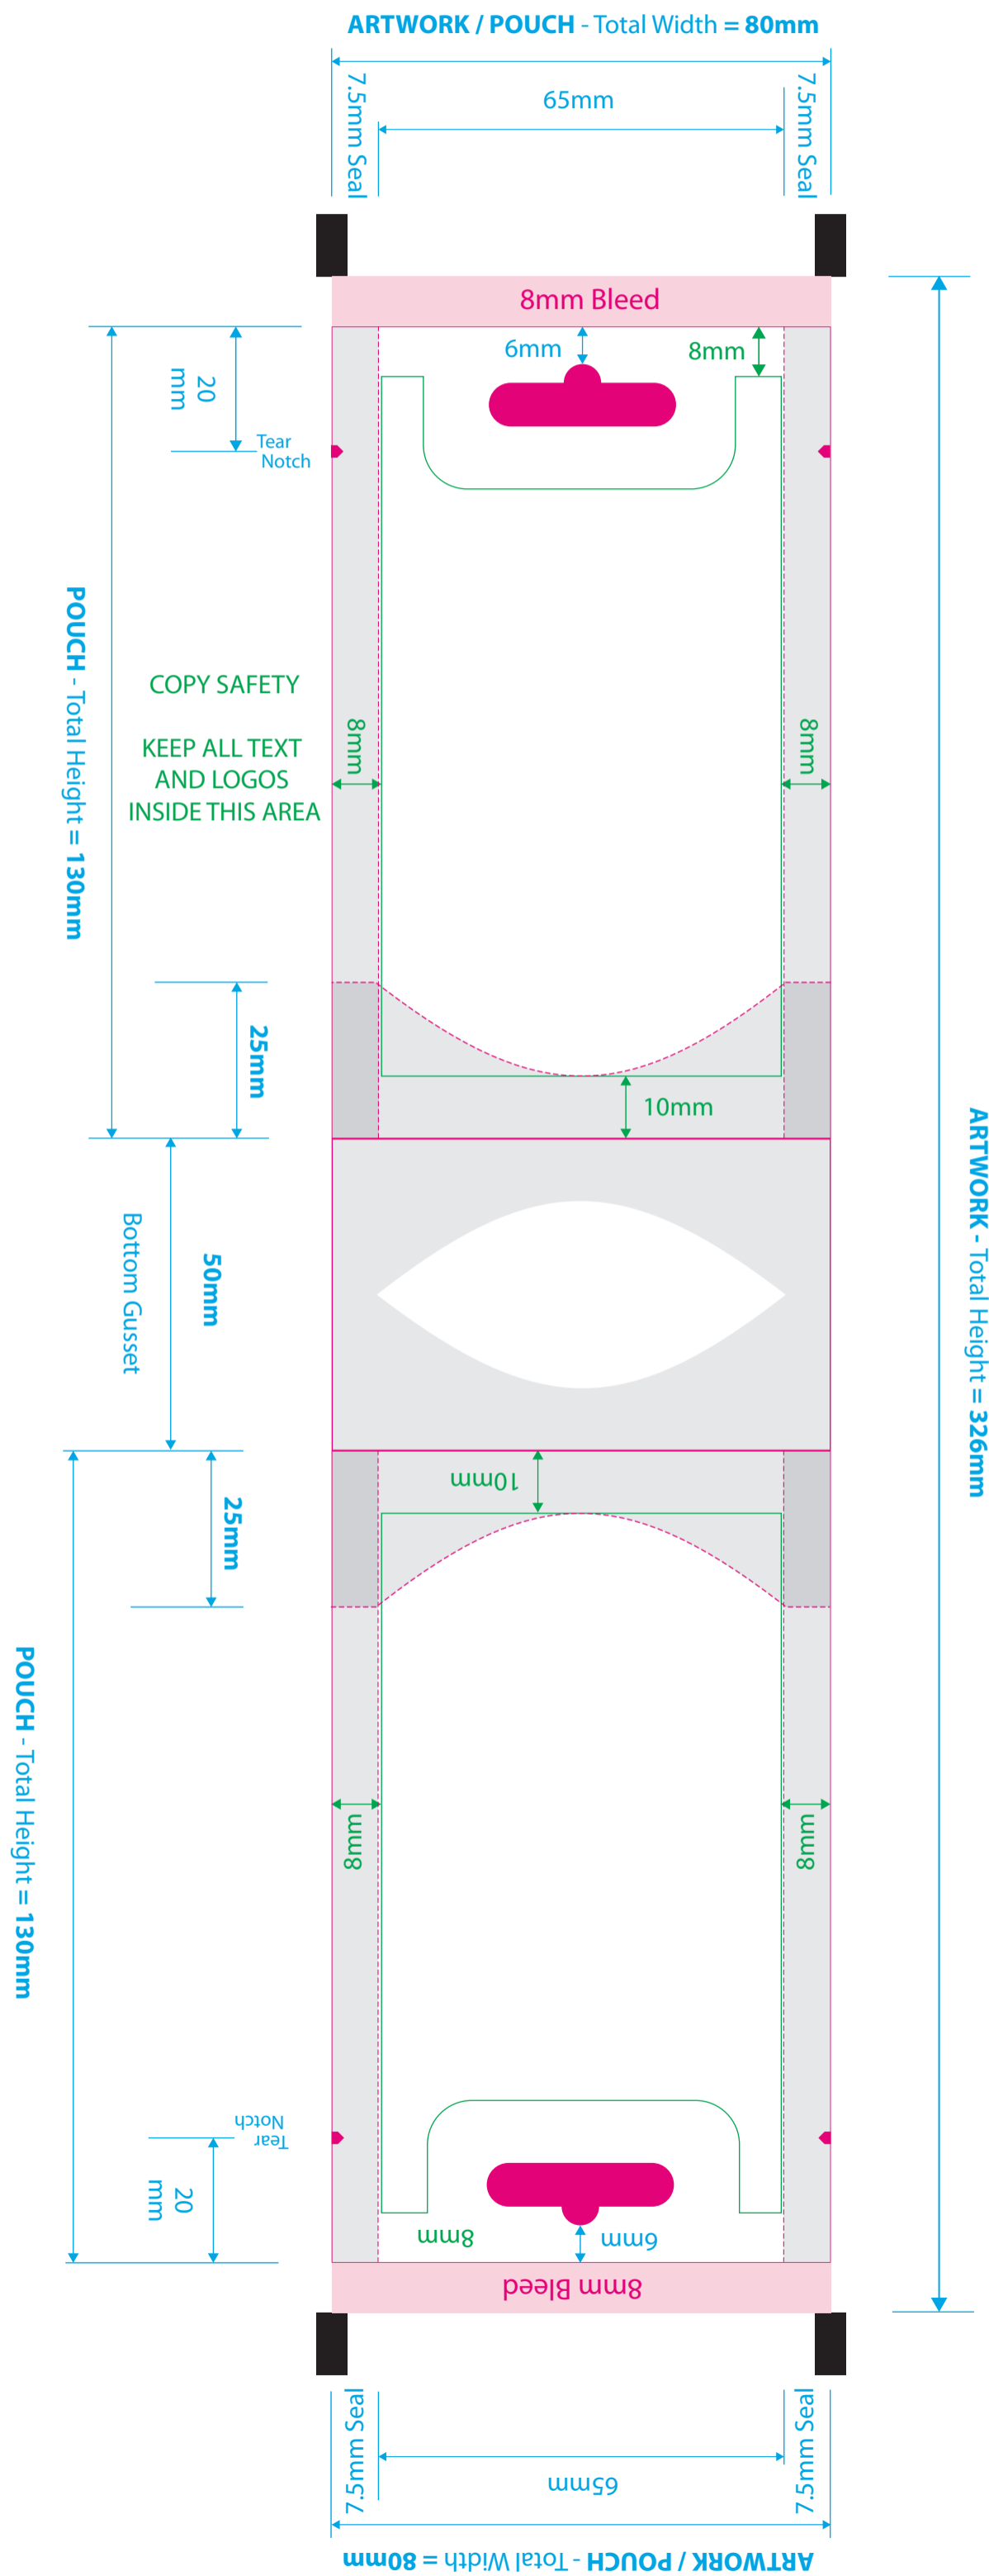 ARTWORK / POUCH - Total Width = 80mm
7.5mm Seal
65mm
7.5mm Seal
8mm Bleed
6mm
8mm
20
mm
Tear
Notch
POUCH - Total Height = 130mm
COPY SAFETY
KEEP ALL TEXT
AND LOGOS
INSIDE THIS AREA
8mm
8mm
25mm
10mm
ARTWORK - Total Height = 326mm
Bottom Gusset
50mm
10mm
25mm
POUCH - Total Height = 130mm
8mm
8mm
Tear
Notch
20
mm
8mm
6mm
8mm Bleed
7.5mm Seal
65mm
7.5mm Seal
ARTWORK / POUCH - Total Width = 80mm